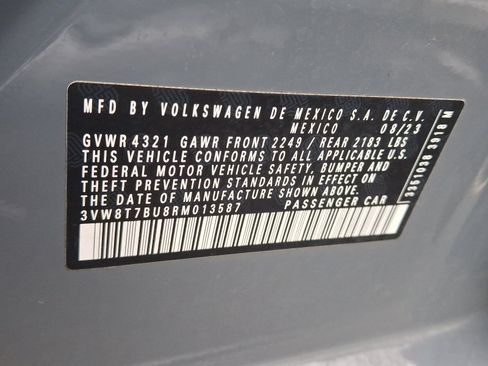 MFD BY VOLKSWAGEN DE MEXICO S.A. DE C.V.
MEXICO 08/23
GVWR 4321 GAWR FRONT 2249 / REAR 2183 LBS
THIS VEHICLE CONFORMS TO ALL APPLICABLE U.S.
FEDERAL MOTOR VEHICLE SAFETY, BUMPER AND
THEFT PREVENTION STANDARDS IN EFFECT ON
THE DATE OF MANUFACTURE SHOWN ABOVE.
3VW8T7BU8RM013587 PASSENGER CAR